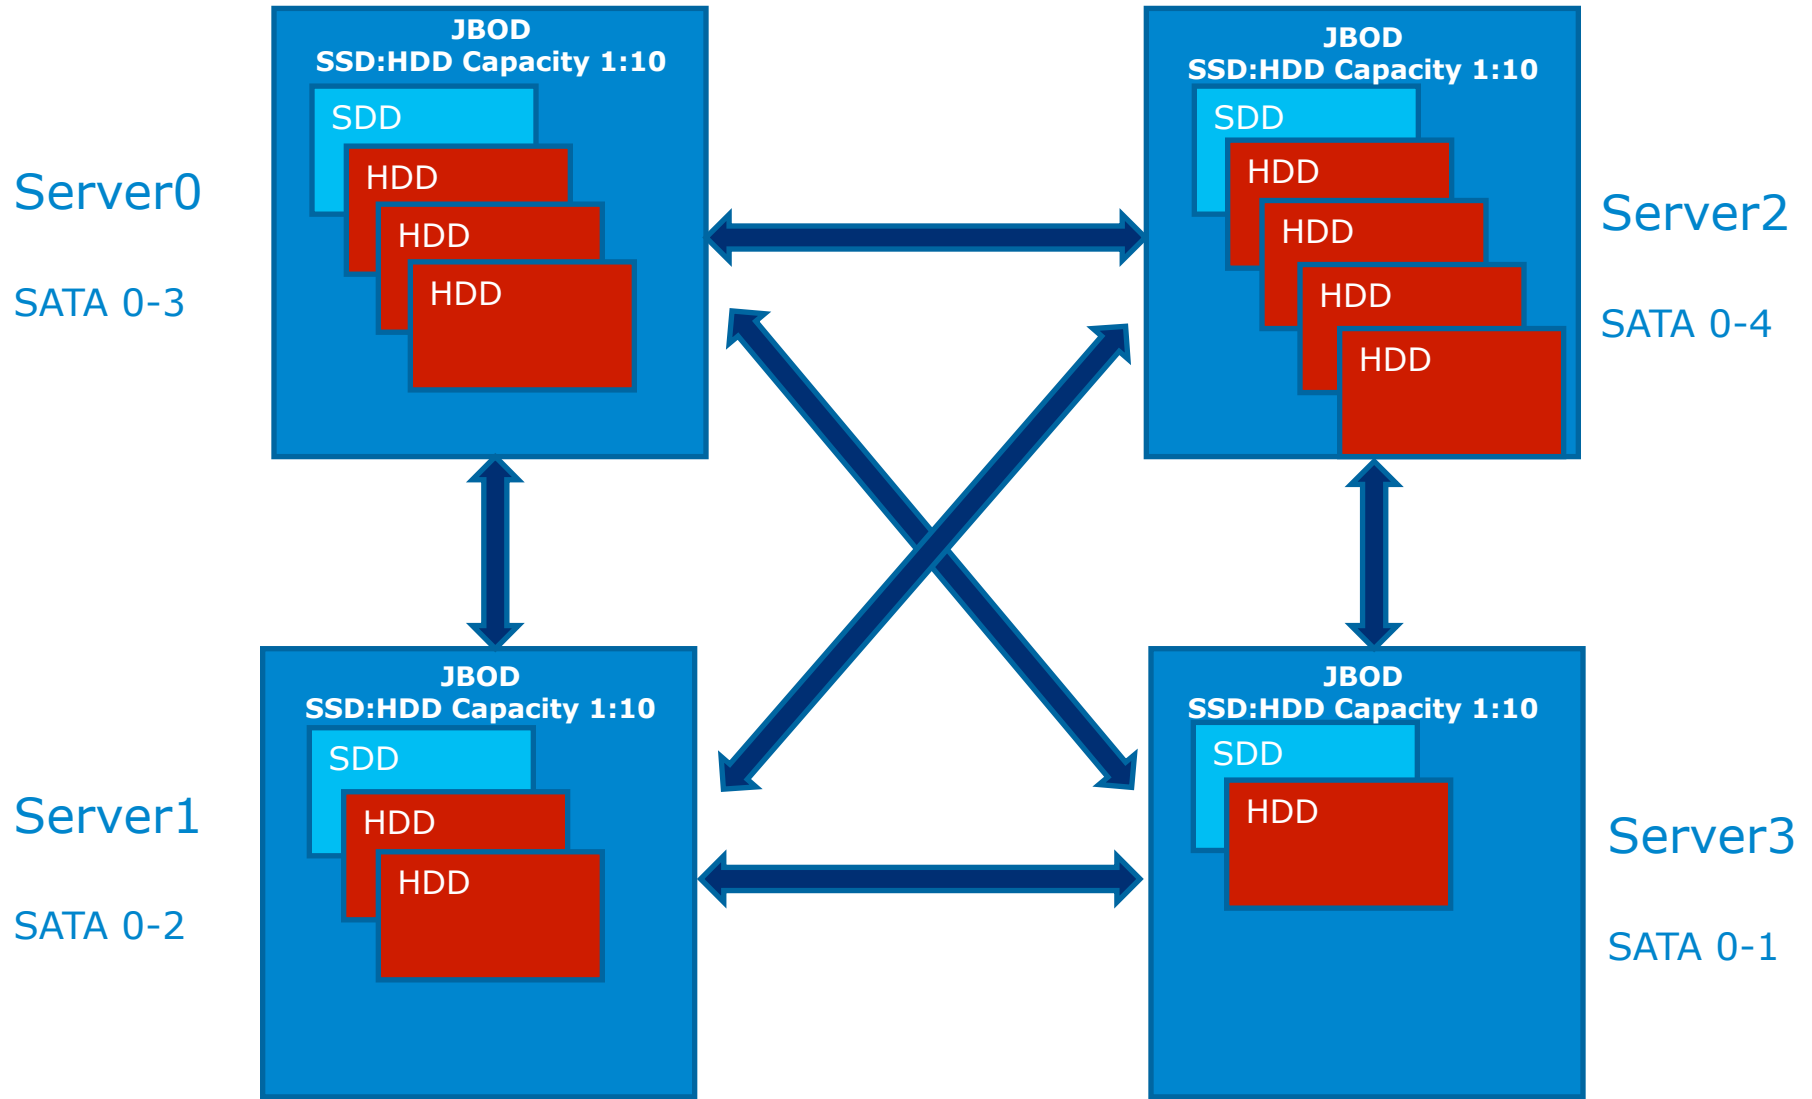 Server0
SATA 0-3
JBOD
SSD:HDD Capacity 1:10
SDD
HDD
HDD
HDD
JBOD
SSD:HDD Capacity 1:10
SDD
HDD
HDD
HDD
HDD
Server2
SATA 0-4
Server1
SATA 0-2
JBOD
SSD:HDD Capacity 1:10
SDD
HDD
HDD
JBOD
SSD:HDD Capacity 1:10
SDD
HDD
Server3
SATA 0-1